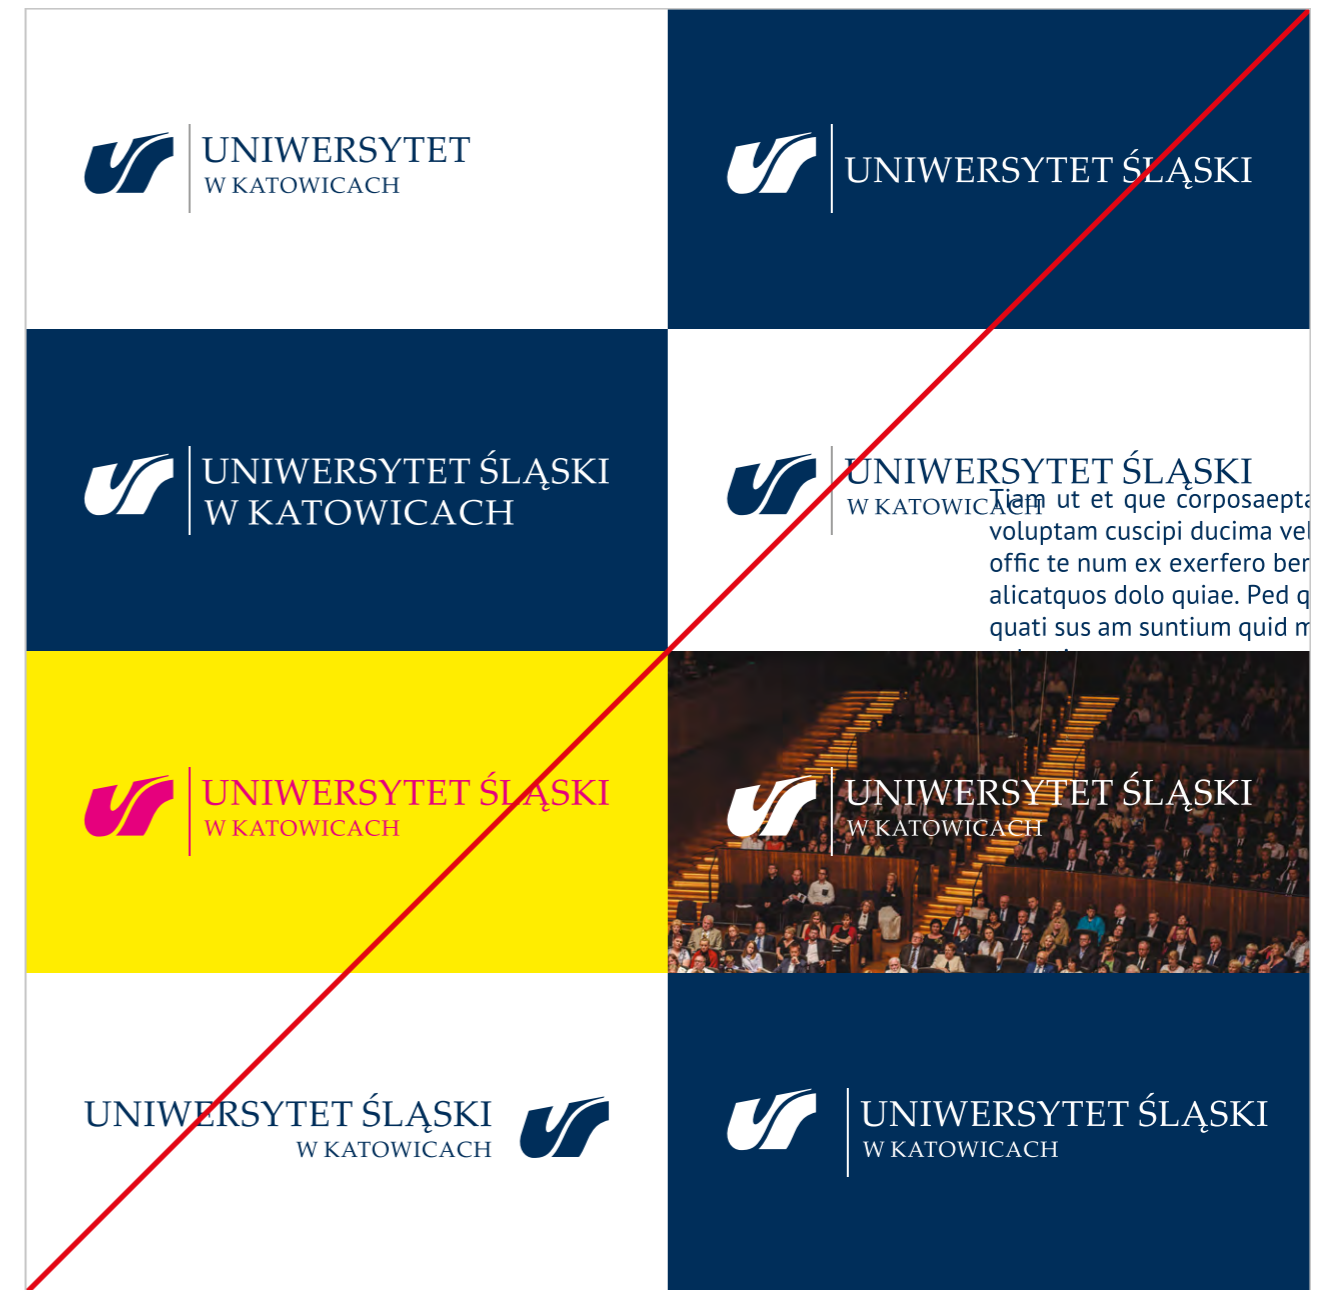 UNIWERSYTET
W KATOWICACH
UNIWERSYTET ŚLĄSKI
UNIWERSYTET ŚLĄSKI
W KATOWICACH
UNIWERSYTET ŚLĄSKI
W KATOWICACH
Tiam ut et que corposaepta
voluptam cuscipi ducima vel
offic te num ex exerfero ber
alicatquos dolo quiae. Ped q
quati sus am suntium quid m
UNIWERSYTET ŚLĄSKI
W KATOWICACH
UNIWERSYTET ŚLĄSKI
W KATOWICACH
UNIWERSYTET ŚLĄSKI
W KATOWICACH
UNIWERSYTET ŚLĄSKI
W KATOWICACH